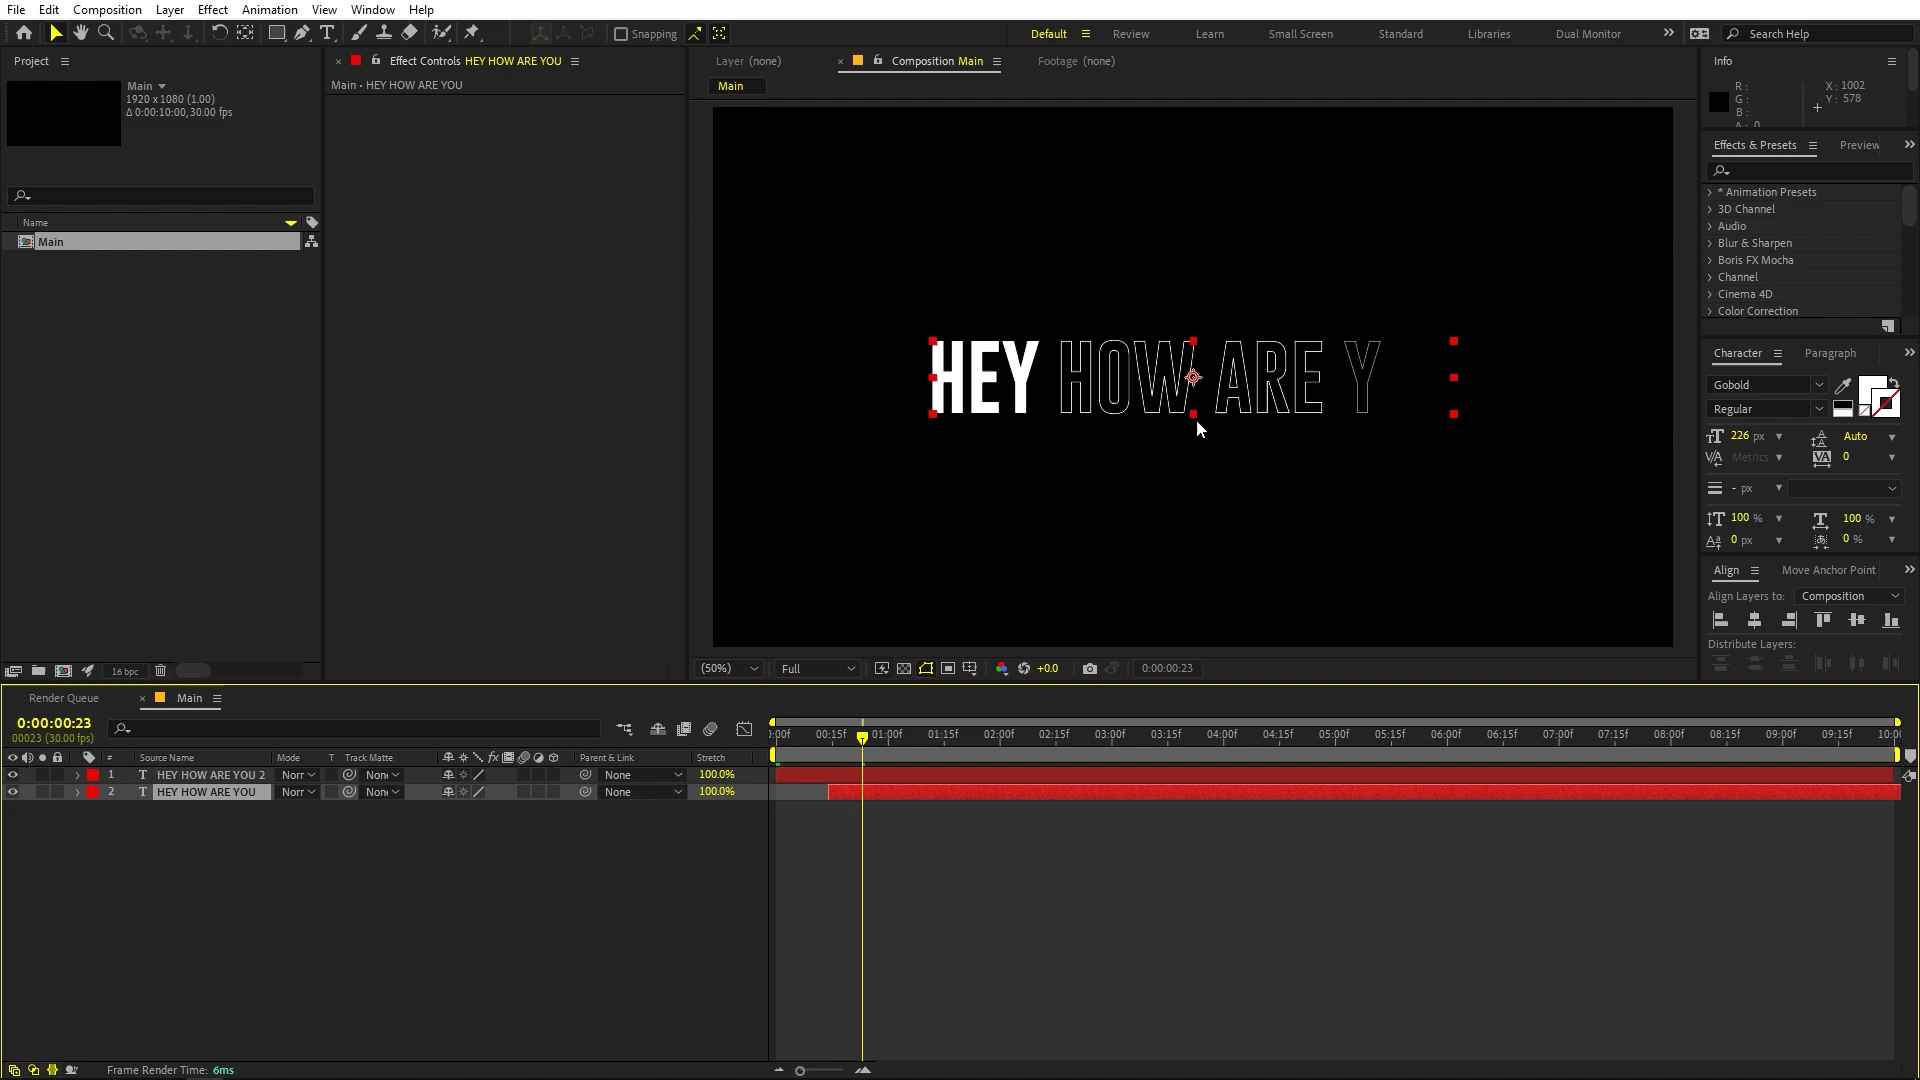 File Edit Composition Layer Effect Animation View Window Help
Snapping
Default Review Learn Small Screen Standard Libraries Dual Monitor
Search Help
Project
Main
1920 x 1080 (1.00)
Δ 0:00:10:00, 30.00 fps
Name
Main
16 bpc
Effect Controls HEY HOW ARE YOU
Main • HEY HOW ARE YOU
Layer (none) Composition Main Footage (none)
Main
HEY HOW ARE Y
(50%) Full +0.0 0:00:00:23
Info
R :
G :
B :
A : 0
X : 1002
Y : 578
Effects & Presets Preview
* Animation Presets
3D Channel
Audio
Blur & Sharpen
Boris FX Mocha
Channel
Cinema 4D
Color Correction
Character Paragraph
Gobold
Regular
226 px Auto
Metrics 0
- px
100 % 100 %
0 px 0 %
Align Move Anchor Point
Align Layers to: Composition
Distribute Layers:
Render Queue Main
0:00:00:23
00023 (30.00 fps)
:00f 00:15f 01:00f 01:15f 02:00f 02:15f 03:00f 03:15f 04:00f 04:15f 05:00f 05:15f 06:00f 06:15f 07:00f 07:15f 08:00f 08:15f 09:00f 09:15f 10:00
# Source Name Mode T Track Matte Parent & Link Stretch
1 T HEY HOW ARE YOU 2 Norr None None 100.0%
2 T HEY HOW ARE YOU Norr None None 100.0%
Frame Render Time: 6ms